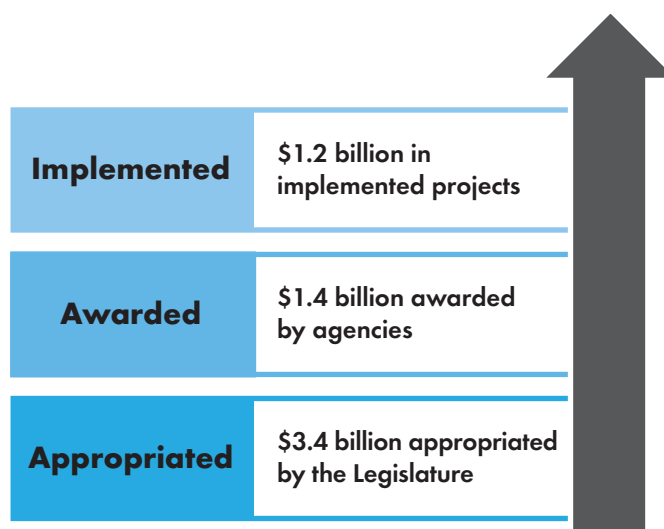 Implemented
$1.2 billion in
implemented projects
Awarded
$1.4 billion awarded
by agencies
Appropriated
$3.4 billion appropriated
by the Legislature